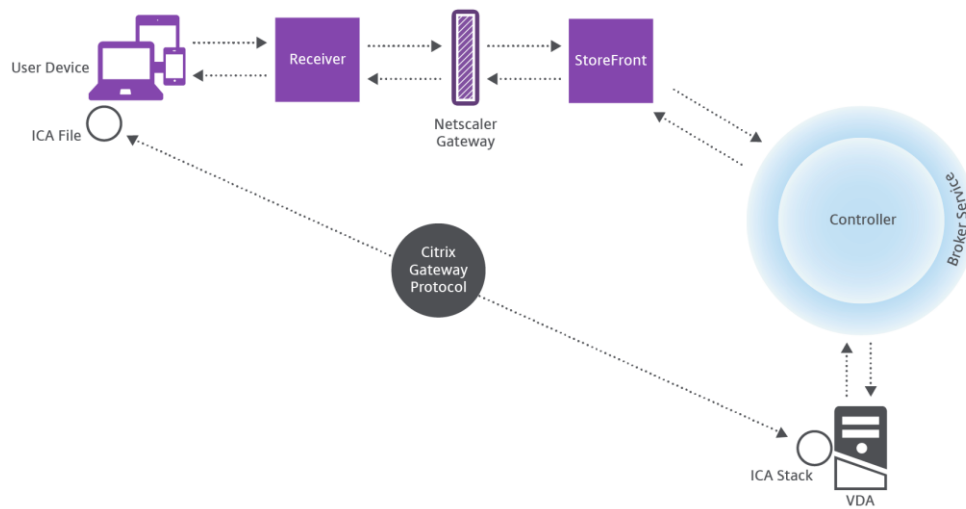 User Device
Receiver
StoreFront
ICA File
Netscaler
Gateway
Controller
Broker Service
Citrix
Gateway
Protocol
ICA Stack
VDA